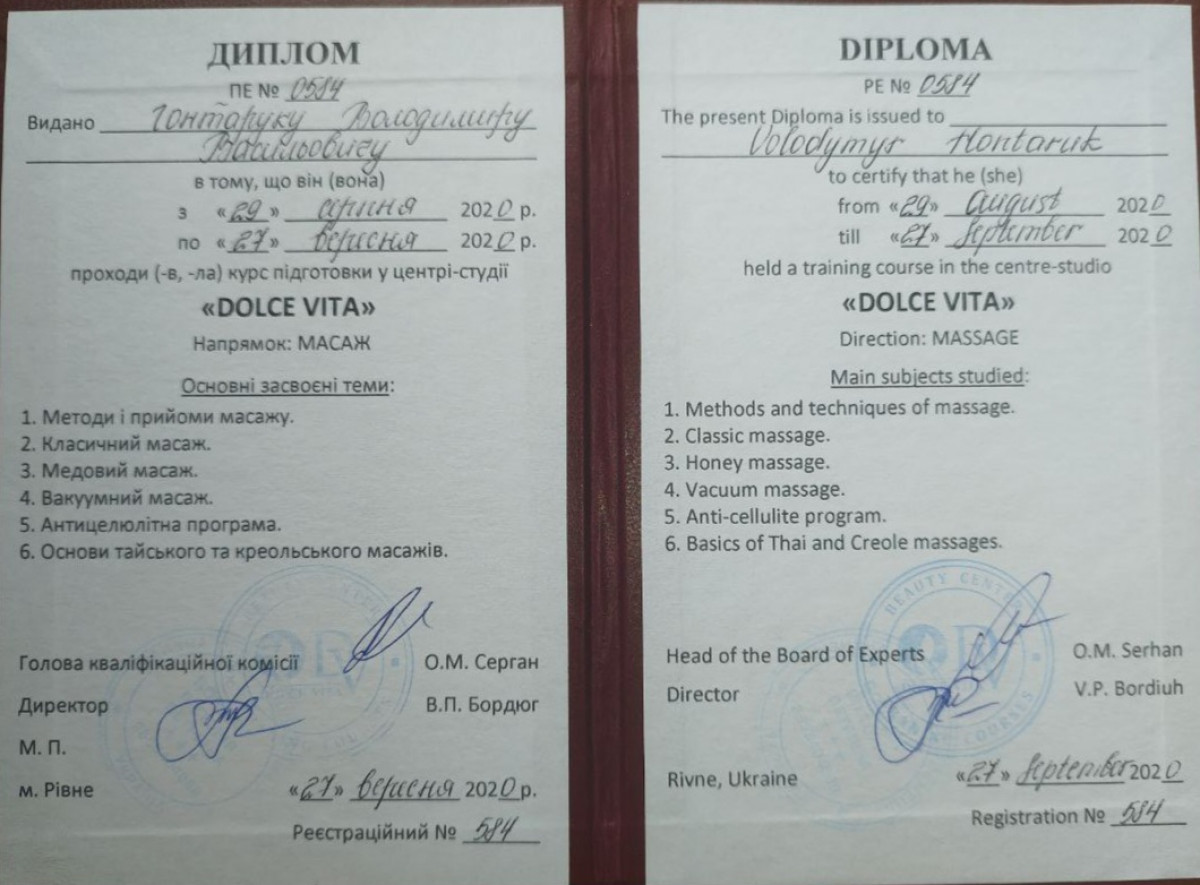 ДИПЛОМ
ПЕ № 0584
Видано Гонтаруку Володимиру
Васильовичу
в тому, що він (вона)
з «29» серпня 2020 р.
по «27» вересня 2020 р.
проходи (-в, -ла) курс підготовки у центрі-студії
«DOLCE VITA»
Напрямок: МАСАЖ
Основні засвоєні теми:
1. Методи і прийоми масажу.
2. Класичний масаж.
3. Медовий масаж.
4. Вакуумний масаж.
5. Антицелюлітна програма.
6. Основи тайського та креольського масажів.
Голова кваліфікаційної комісії О.М. Серган
Директор В.П. Бордюг
М. П.
м. Рівне «27» вересня 2020 р.
Реєстраційний № 584
DIPLOMA
PE № 0584
The present Diploma is issued to
Volodymyr Hontaruk
to certify that he (she)
from «29» august 2020
till «27» September 2020
held a training course in the centre-studio
«DOLCE VITA»
Direction: MASSAGE
Main subjects studied:
1. Methods and techniques of massage.
2. Classic massage.
3. Honey massage.
4. Vacuum massage.
5. Anti-cellulite program.
6. Basics of Thai and Creole massages.
BEAUTY CENTER
DV
COURSES
Head of the Board of Experts O.M. Serhan
Director V.P. Bordiuh
Rivne, Ukraine «27» September 2020
Registration № 584